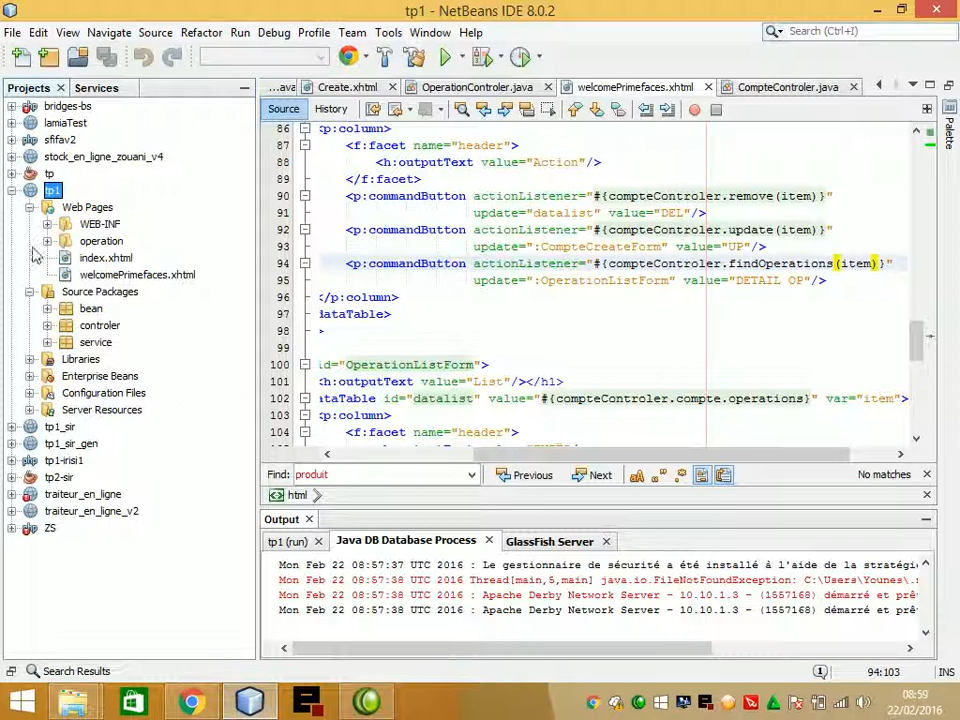 tp1 - NetBeans IDE 8.0.2
File Edit View Navigate Source Refactor Run Debug Profile Team Tools Window Help
Search (Ctrl+I)
Projects Services
...ava Create.xhtml OperationControler.java welcomePrimefaces.xhtml CompteControler.java
Source History
bridges-bs
lamiaTest
sfifav2
stock_en_ligne_zouani_v4
tp
tp1
Web Pages
WEB-INF
operation
index.xhtml
welcomePrimefaces.xhtml
Source Packages
bean
controler
service
Libraries
Enterprise Beans
Configuration Files
Server Resources
tp1_sir
tp1_sir_gen
tp1-irisi1
tp2-sir
traiteur_en_ligne
traiteur_en_ligne_v2
ZS
86 p:column>
87 <f:facet name="header">
88 <h:outputText value="Action"/>
89 </f:facet>
90 <p:commandButton actionListener="#{compteControler.remove(item)}"
91 update="datalist" value="DEL"/>
92 <p:commandButton actionListener="#{compteControler.update(item)}"
93 update=":CompteCreateForm" value="UP"/>
94 <p:commandButton actionListener="#{compteControler.findOperations(item)}"
95 update=":OperationListForm" value="DETAIL OP"/>
96 </p:column>
97 dataTable>
98 >
99
100 id="OperationListForm">
101 <h:outputText value="List"/></h1>
102 ataTable id="datalist" value="#{compteControler.compte.operations}" var="item">
103 <p:column>
104 <f:facet name="header">
Palette
Find: produit Previous Next No matches
html
Output
tp1 (run) Java DB Database Process GlassFish Server
Mon Feb 22 08:57:37 UTC 2016 : Le gestionnaire de sécurité a été installé à l'aide de la stratégi
Mon Feb 22 08:57:38 UTC 2016 Thread[main,5,main] java.io.FileNotFoundException: C:\Users\Younes\.
Mon Feb 22 08:57:38 UTC 2016 : Apache Derby Network Server - 10.10.1.3 - (1557168) démarré et prê
Mon Feb 22 08:57:38 UTC 2016 : Apache Derby Network Server - 10.10.1.3 - (1557168) démarré et prê
Search Results
94:103 INS
08:59
22/02/2016